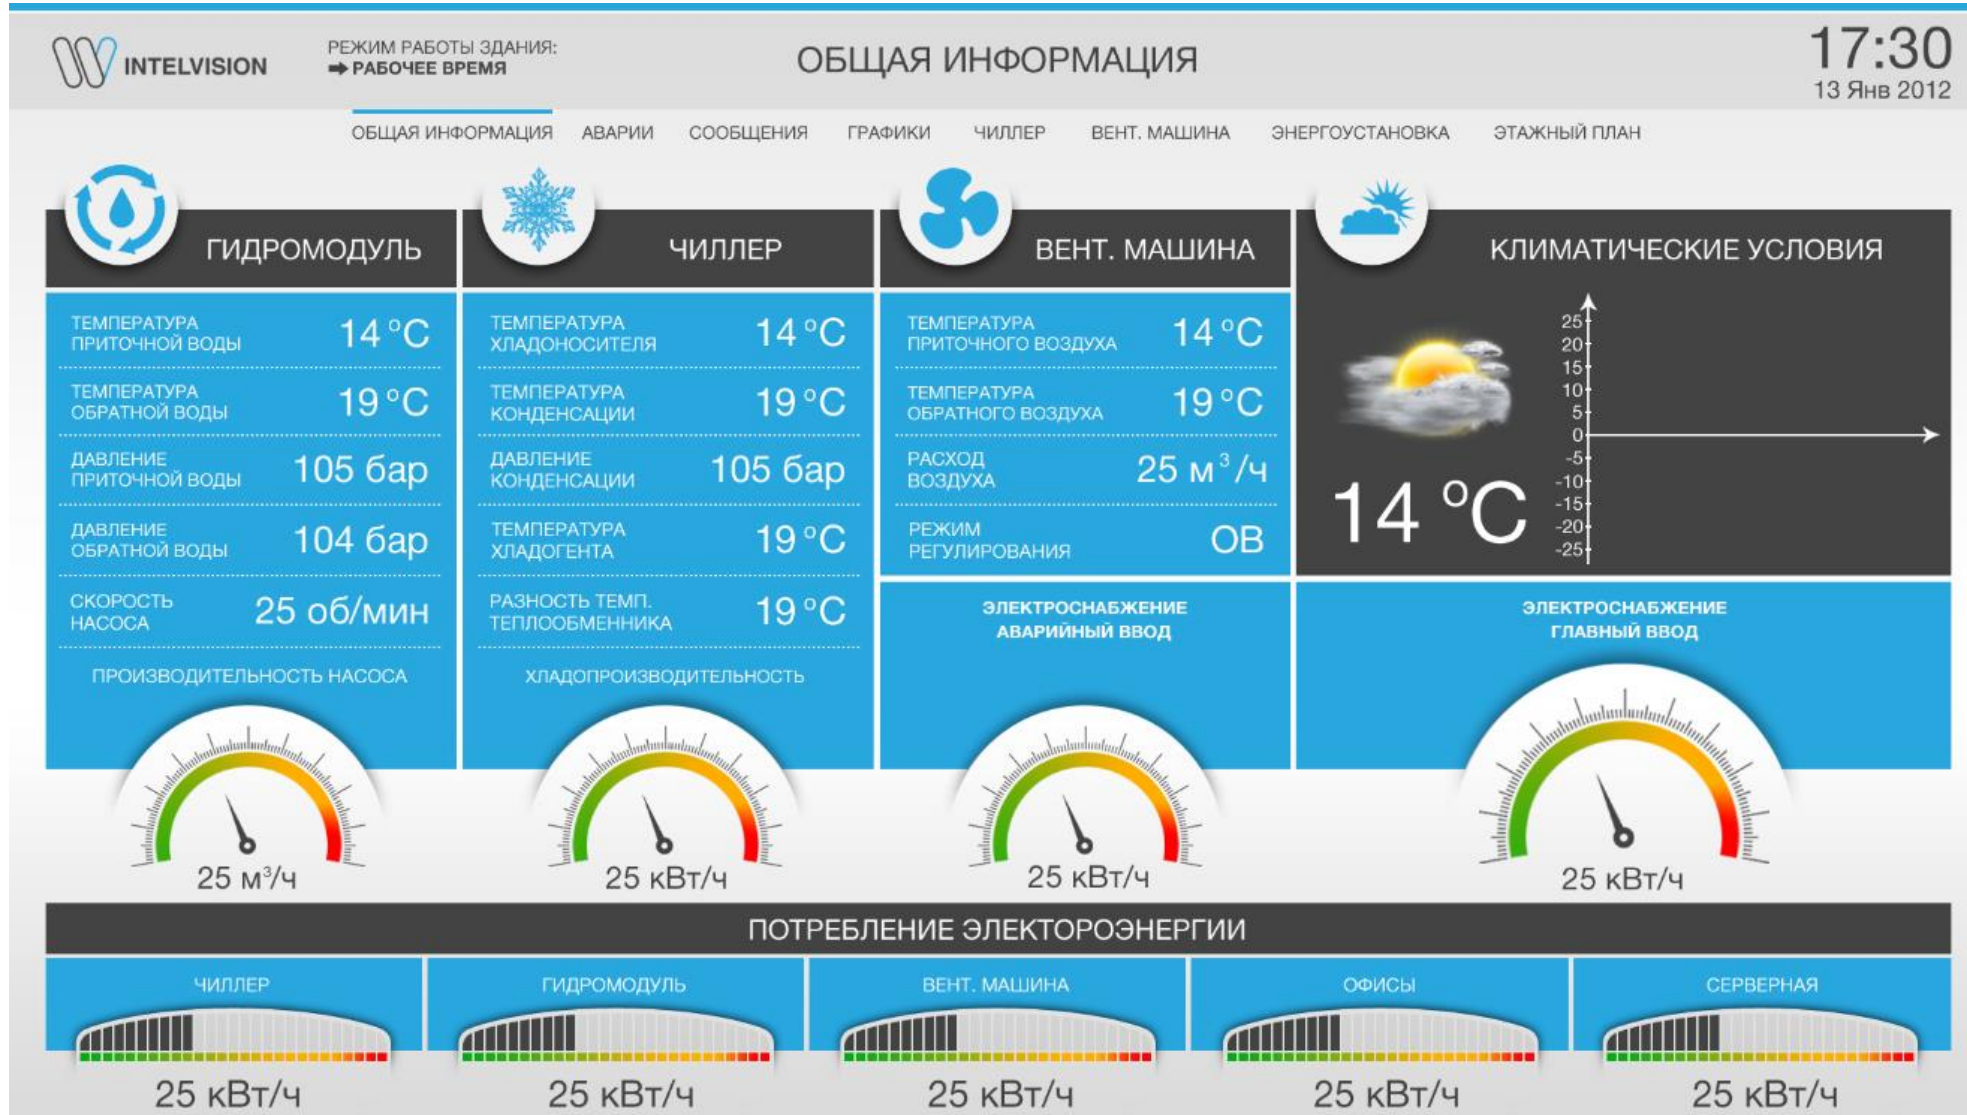 INTELVISION
РЕЖИМ РАБОТЫ ЗДАНИЯ:
➡ РАБОЧЕЕ ВРЕМЯ
ОБЩАЯ ИНФОРМАЦИЯ
17:30
13 Янв 2012
ОБЩАЯ ИНФОРМАЦИЯ АВАРИИ СООБЩЕНИЯ ГРАФИКИ ЧИЛЛЕР ВЕНТ. МАШИНА ЭНЕРГОУСТАНОВКА ЭТАЖНЫЙ ПЛАН
ГИДРОМОДУЛЬ
ТЕМПЕРАТУРА
ПРИТОЧНОЙ ВОДЫ
14 °C
ТЕМПЕРАТУРА
ОБРАТНОЙ ВОДЫ
19 °C
ДАВЛЕНИЕ
ПРИТОЧНОЙ ВОДЫ
105 бар
ДАВЛЕНИЕ
ОБРАТНОЙ ВОДЫ
104 бар
СКОРОСТЬ
НАСОСА
25 об/мин
ПРОИЗВОДИТЕЛЬНОСТЬ НАСОСА
25 м³/ч
ЧИЛЛЕР
ТЕМПЕРАТУРА
ХЛАДОНОСИТЕЛЯ
14 °C
ТЕМПЕРАТУРА
КОНДЕНСАЦИИ
19 °C
ДАВЛЕНИЕ
КОНДЕНСАЦИИ
105 бар
ТЕМПЕРАТУРА
ХЛАДОГЕНТА
19 °C
РАЗНОСТЬ ТЕМП.
ТЕПЛООБМЕННИКА
19 °C
ХЛАДОПРОИЗВОДИТЕЛЬНОСТЬ
25 кВт/ч
ВЕНТ. МАШИНА
ТЕМПЕРАТУРА
ПРИТОЧНОГО ВОЗДУХА
14 °C
ТЕМПЕРАТУРА
ОБРАТНОГО ВОЗДУХА
19 °C
РАСХОД
ВОЗДУХА
25 м³/ч
РЕЖИМ
РЕГУЛИРОВАНИЯ
ОВ
ЭЛЕКТРОСНАБЖЕНИЕ
АВАРИЙНЫЙ ВВОД
25 кВт/ч
КЛИМАТИЧЕСКИЕ УСЛОВИЯ
14 °C
25
20
15
10
5
0
-5
-10
-15
-20
-25
ЭЛЕКТРОСНАБЖЕНИЕ
ГЛАВНЫЙ ВВОД
25 кВт/ч
ПОТРЕБЛЕНИЕ ЭЛЕКТОРОЭНЕРГИИ
ЧИЛЛЕР
25 кВт/ч
ГИДРОМОДУЛЬ
25 кВт/ч
ВЕНТ. МАШИНА
25 кВт/ч
ОФИСЫ
25 кВт/ч
СЕРВЕРНАЯ
25 кВт/ч